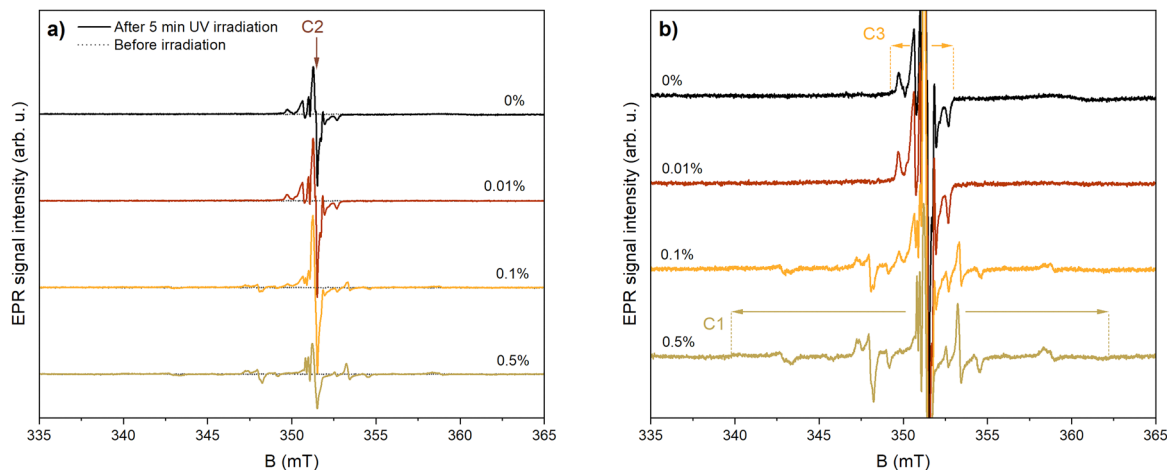 a)
After 5 min UV irradiation
Before irradiation
C2
0%
0.01%
0.1%
0.5%
EPR signal intensity (arb. u.)
335 340 345 350 355 360 365
B (mT)
b)
C3
0%
0.01%
0.1%
C1
0.5%
EPR signal intensity (arb. u.)
335 340 345 350 355 360 365
B (mT)